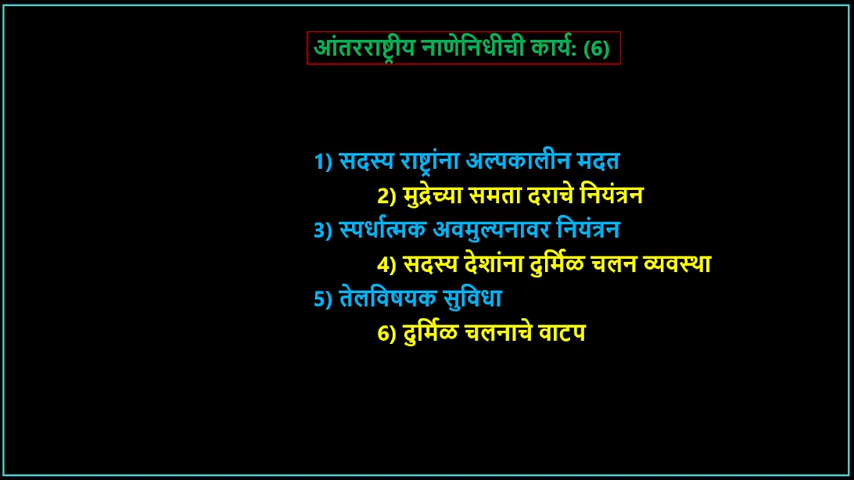 आंतरराष्ट्रीय नाणेनिधीची कार्य: (6)
1) सदस्य राष्ट्रांना अल्पकालीन मदत
2) मुद्रेच्या समता दराचे नियंत्रन
3) स्पर्धात्मक अवमुल्यनावर नियंत्रन
4) सदस्य देशांना दुर्मिळ चलन व्यवस्था
5) तेलविषयक सुविधा
6) दुर्मिळ चलनाचे वाटप